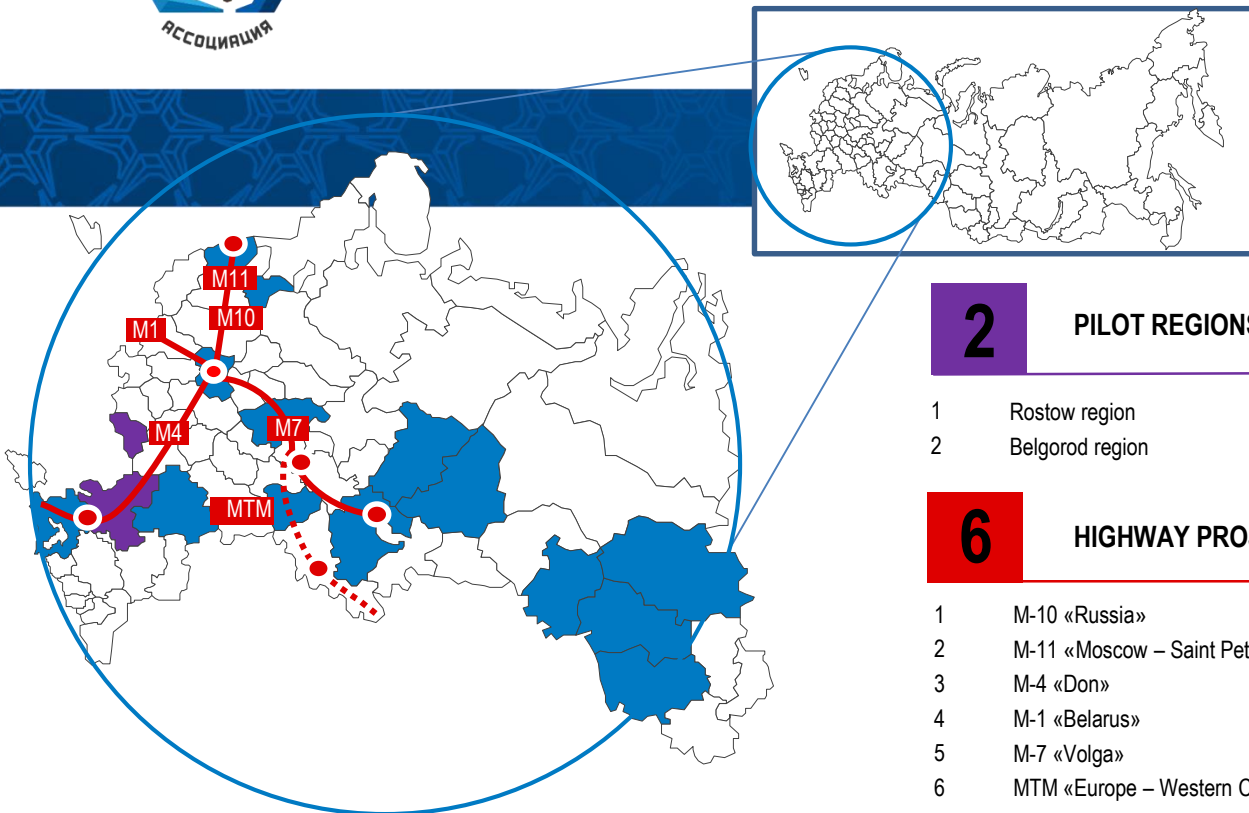 АССОЦИАЦИЯ
M11
M10
M1
M4
M7
MTM
2 PILOT REGIONS
1 Rostow region
2 Belgorod region
6 HIGHWAY PRO
1 M-10 «Russia»
2 M-11 «Moscow – Saint Pet
3 M-4 «Don»
4 M-1 «Belarus»
5 M-7 «Volga»
6 MTM «Europe – Western C